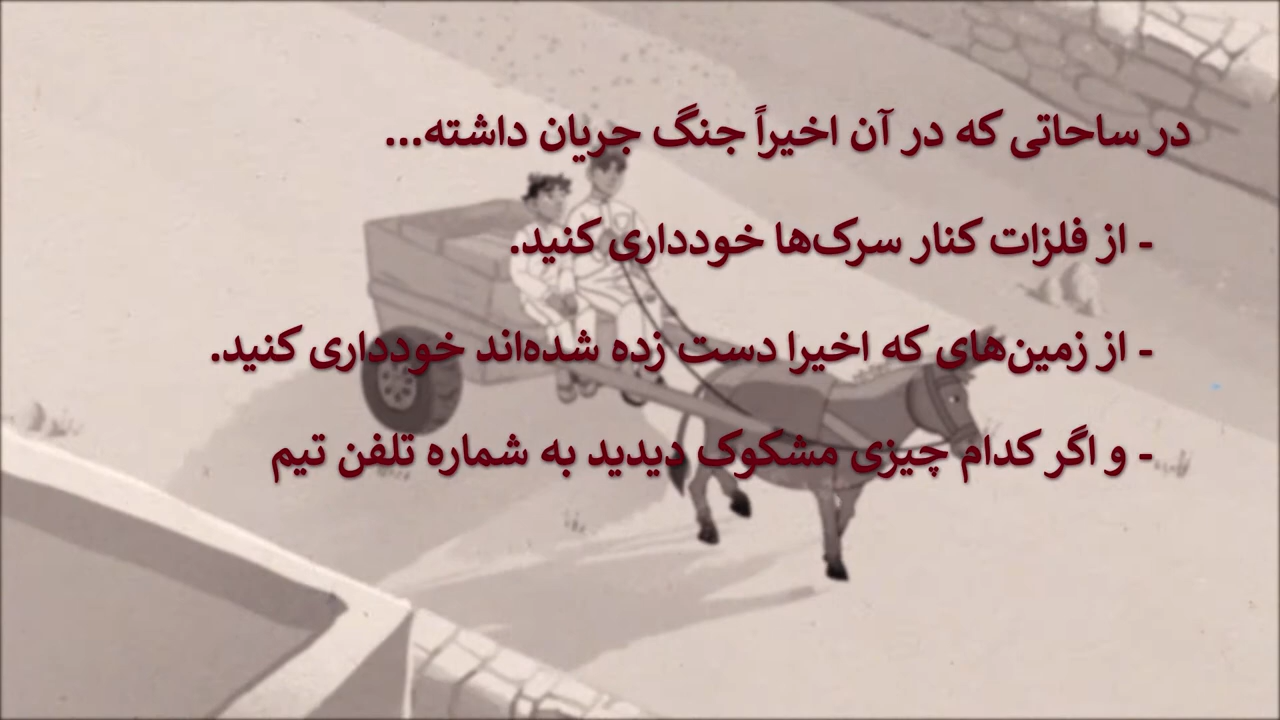 در ساحاتی که در آن اخیراً جنگ جریان داشته...
- از فلزات کنار سرک‌ها خودداری کنید.
- از زمین‌های که اخیرا دست زده شده‌اند خودداری کنید.
- و اگر کدام چیزی مشکوک دیدید به شماره تلفن تیم